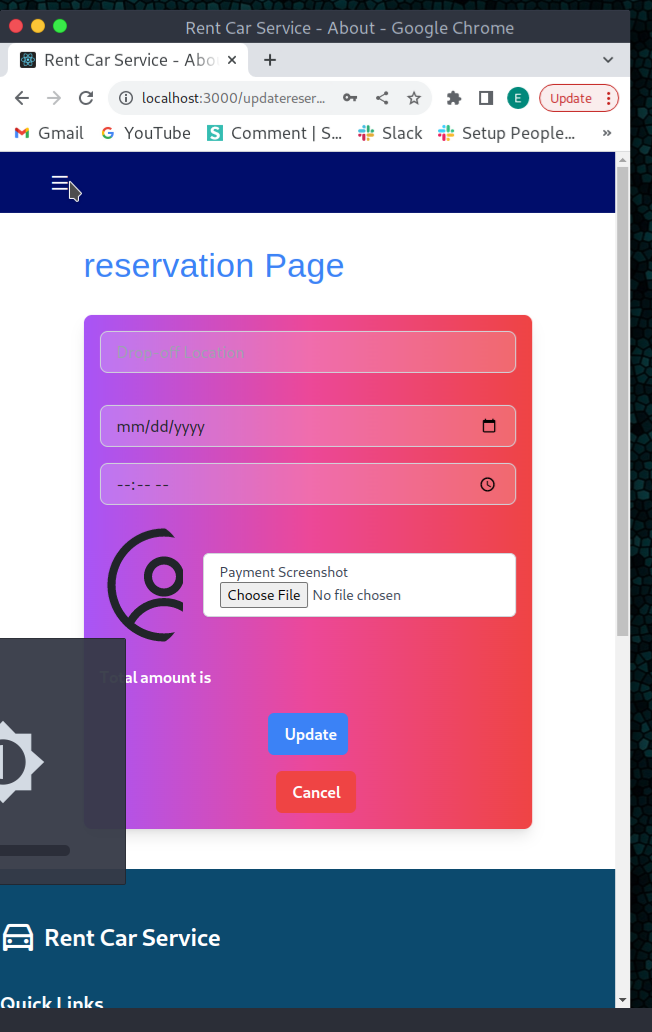 Rent Car Service - About - Google Chrome
Rent Car Service - Abo
localhost:3000/updatereser...
E
Update
Gmail
YouTube
Comment | S...
Slack
Setup People...
»
reservation Page
Drop-off Location
mm/dd/yyyy
--:-- --
Payment Screenshot
Choose File No file chosen
Total amount is
Update
Cancel
Rent Car Service
Quick Links